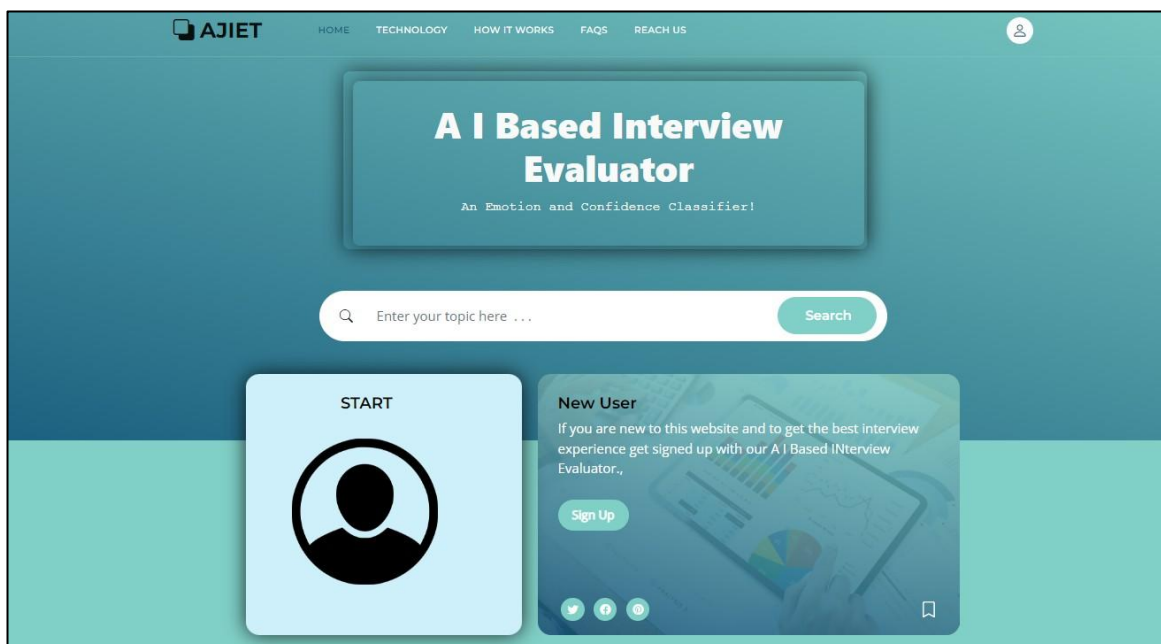 AJIET
HOME TECHNOLOGY HOW IT WORKS FAQS REACH US
A I Based Interview
Evaluator
An Emotion and Confidence Classifier!
Enter your topic here . . .
Search
START
New User
If you are new to this website and to get the best interview
experience get signed up with our A I Based INterview
Evaluator.,
Sign Up